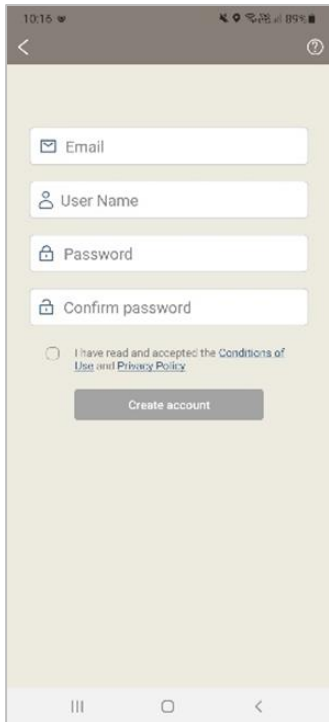 10:16
89%
Email
User Name
Password
Confirm password
I have read and accepted the Conditions of
Use and Privacy Policy
Create account